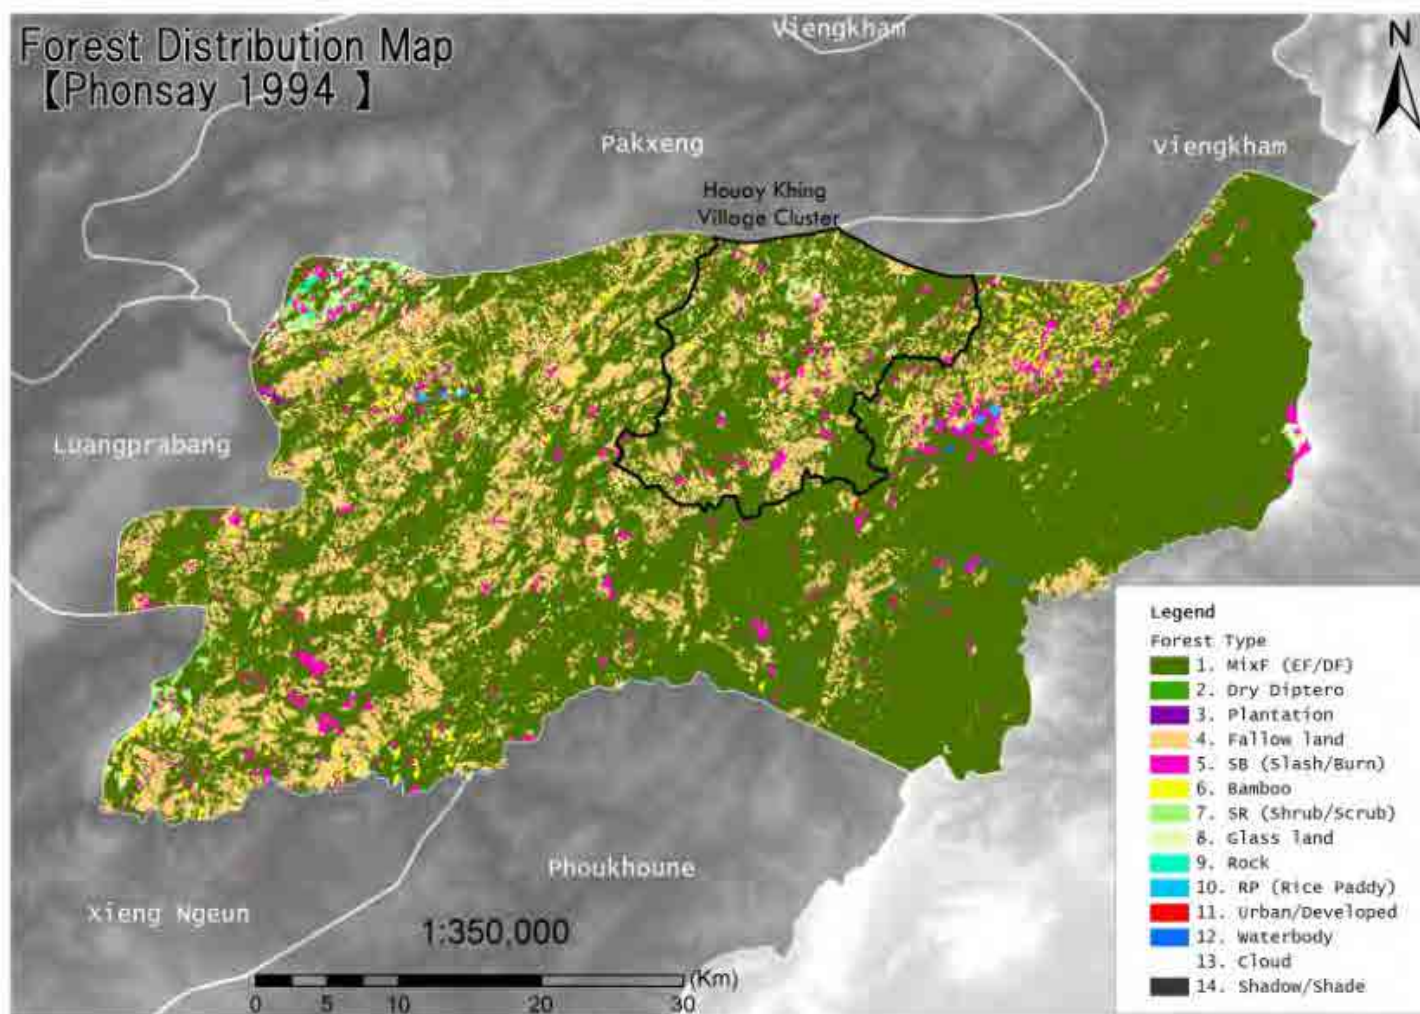 Forest Distribution Map
【Phonsay 1994 】
Viengkham
N
Pakxeng
Viengkham
Houay Khing
Village Cluster
Luangprabang
Phoukhoune
Xieng Ngeun
1:350,000
(Km)
0 5 10 20 30
Legend
Forest Type
1. MixF (EF/DF)
2. Dry Diptero
3. Plantation
4. Fallow land
5. SB (Slash/Burn)
6. Bamboo
7. SR (Shrub/Scrub)
8. Glass land
9. Rock
10. RP (Rice Paddy)
11. Urban/Developed
12. Waterbody
13. Cloud
14. Shadow/Shade